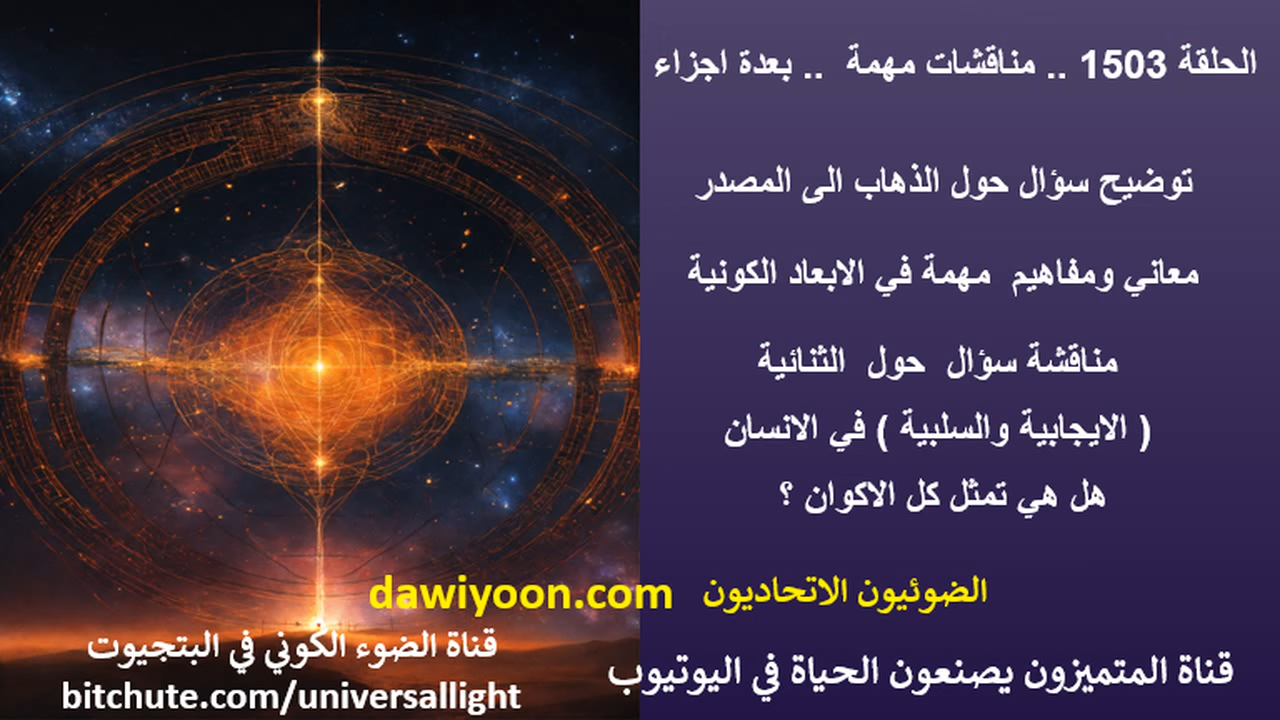 الحلقة 1503 .. مناقشات مهمة .. بعدة اجزاء
توضيح سؤال حول الذهاب الى المصدر
معاني ومفاهيم مهمة في الابعاد الكونية
مناقشة سؤال حول الثنائية
( الايجابية والسلبية ) في الانسان
هل هي تمثل كل الاكوان ؟
الضوئيون الاتحاديون dawiyoon.com
قناة المتميزون يصنعون الحياة في اليوتيوب
قناة الضوء الكوني في البتجيوت
bitchute.com/universallight